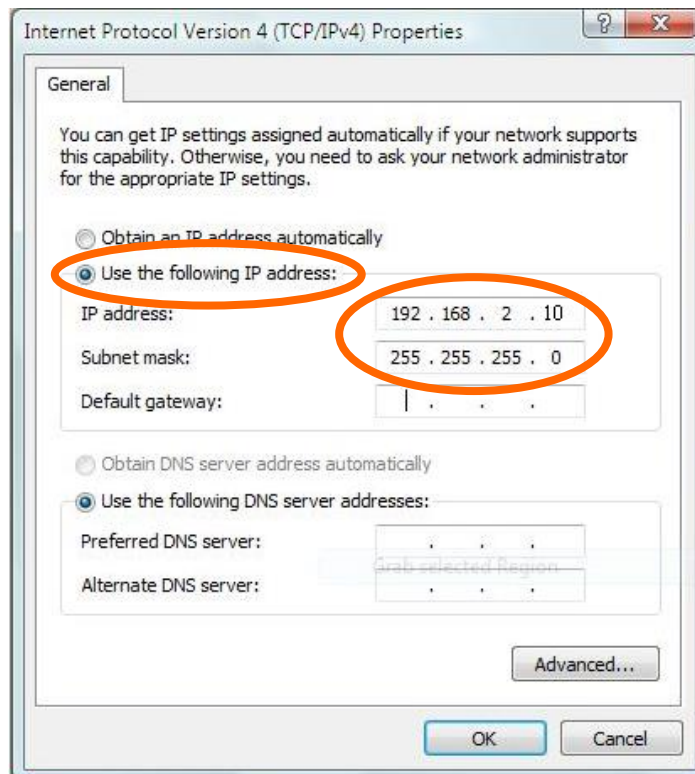 Internet Protocol Version 4 (TCP/IPv4) Properties
?
X
General
You can get IP settings assigned automatically if your network supports
this capability. Otherwise, you need to ask your network administrator
for the appropriate IP settings.
Obtain an IP address automatically
Use the following IP address:
IP address: 192 . 168 . 2 . 10
Subnet mask: 255 . 255 . 255 . 0
Default gateway: . . .
Obtain DNS server address automatically
Use the following DNS server addresses:
Preferred DNS server: . . .
Grab selected Region
Alternate DNS server: . . .
Advanced...
OK Cancel